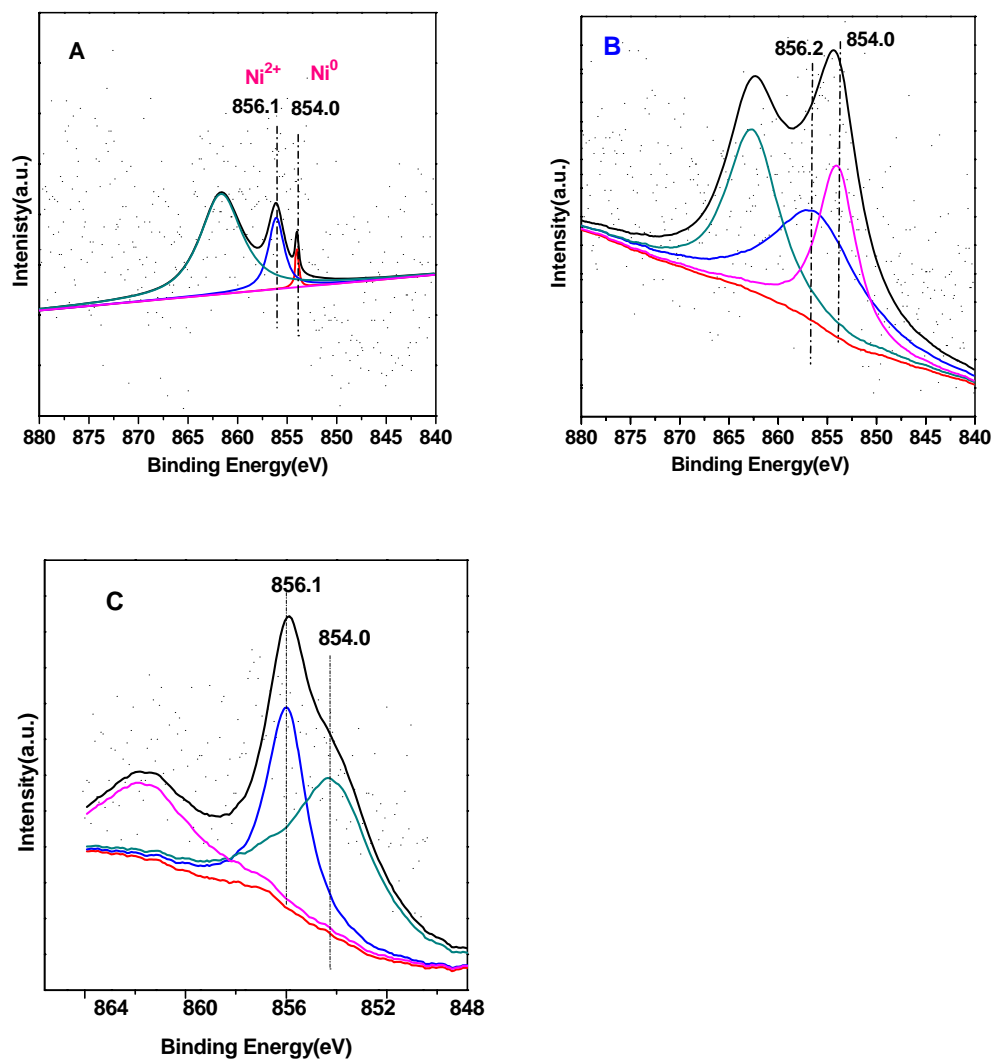 A
Ni2+
Ni0
856.1
854.0
Intenisty(a.u.)
880 875 870 865 860 855 850 845 840
Binding Energy(eV)
B
856.2
854.0
Intensity(a.u.)
880 875 870 865 860 855 850 845 840
Binding Energy(eV)
C
856.1
854.0
Intensity(a.u.)
864 860 856 852 848
Binding Energy(eV)